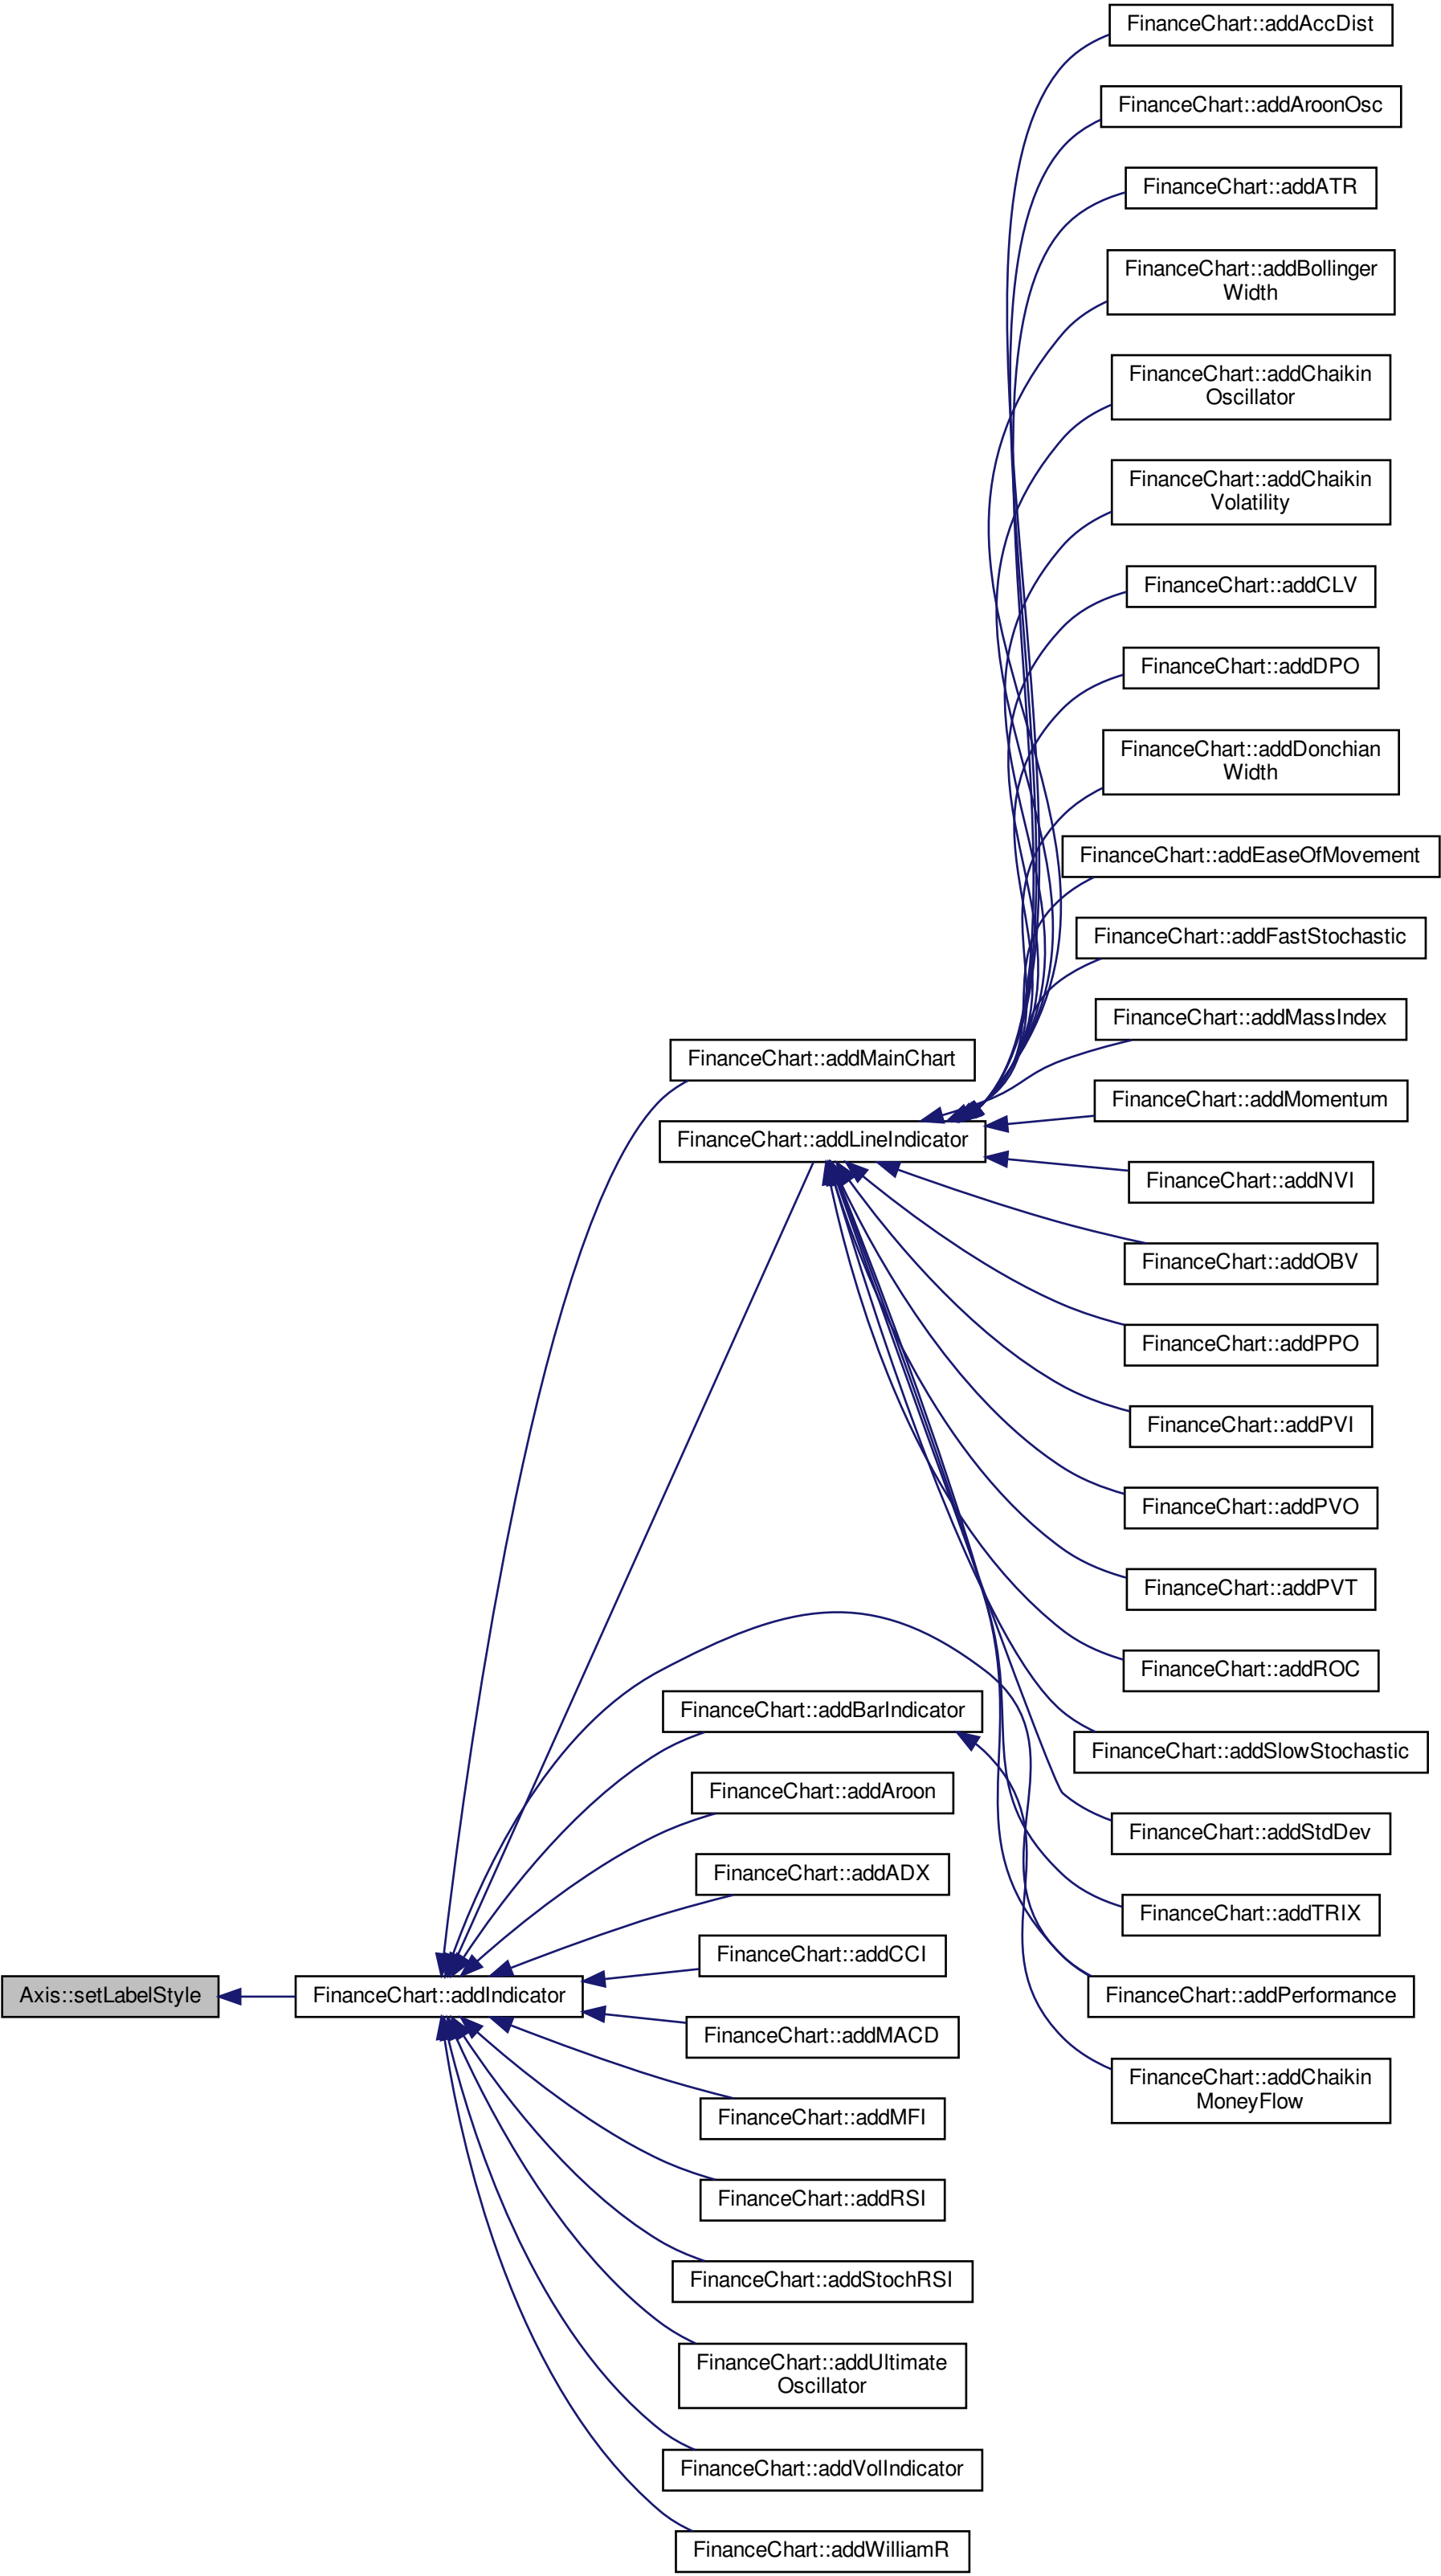 FinanceChart::addAccDist
FinanceChart::addAroonOsc
FinanceChart::addATR
FinanceChart::addBollinger
Width
FinanceChart::addChaikin
Oscillator
FinanceChart::addChaikin
Volatility
FinanceChart::addCLV
FinanceChart::addDPO
FinanceChart::addDonchian
Width
FinanceChart::addEaseOfMovement
FinanceChart::addFastStochastic
FinanceChart::addMassIndex
FinanceChart::addMainChart
FinanceChart::addMomentum
FinanceChart::addLineIndicator
FinanceChart::addNVI
FinanceChart::addOBV
FinanceChart::addPPO
FinanceChart::addPVI
FinanceChart::addPVO
FinanceChart::addPVT
FinanceChart::addROC
FinanceChart::addBarIndicator
FinanceChart::addSlowStochastic
FinanceChart::addAroon
FinanceChart::addStdDev
FinanceChart::addADX
FinanceChart::addTRIX
FinanceChart::addCCI
Axis::setLabelStyle
FinanceChart::addIndicator
FinanceChart::addPerformance
FinanceChart::addMACD
FinanceChart::addChaikin
MoneyFlow
FinanceChart::addMFI
FinanceChart::addRSI
FinanceChart::addStochRSI
FinanceChart::addUltimate
Oscillator
FinanceChart::addVolIndicator
FinanceChart::addWilliamR